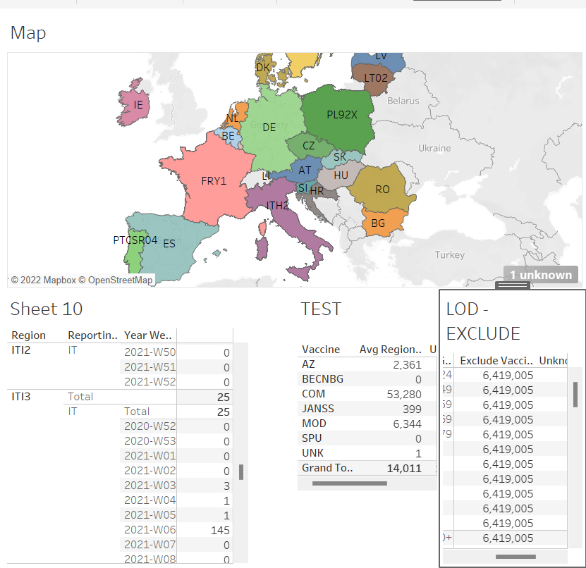 Map
DK
LV
LT02
IE
NL
DE
PL92X
Belarus
BE
CZ
Ukraine
SK
FRY1
AT
HU
SI
HR
RO
ITH2
BG
PTCSR04
ES
Turkey
© 2022 Mapbox © OpenStreetMap
1 unknown
Sheet 10
Region Reportin.. Year We..
ITI2 IT 2021-W50 0
2021-W51 0
2021-W52 0
ITI3 Total 25
IT Total 25
2020-W52 0
2020-W53 0
2021-W01 0
2021-W02 0
2021-W03 3
2021-W04 1
2021-W05 1
2021-W06 145
2021-W07 0
2021-W08 0
TEST
Vaccine Avg Region.. U
AZ 2,361
BECNBG 0
COM 53,280
JANSS 399
MOD 6,344
SPU 0
UNK 1
Grand To.. 14,011
LOD -
EXCLUDE
Exclude Vacci.. Unkno
24 6,419,005
49 6,419,005
59 6,419,005
69 6,419,005
79 6,419,005
6,419,005
6,419,005
6,419,005
6,419,005
6,419,005
6,419,005
0+ 6,419,005